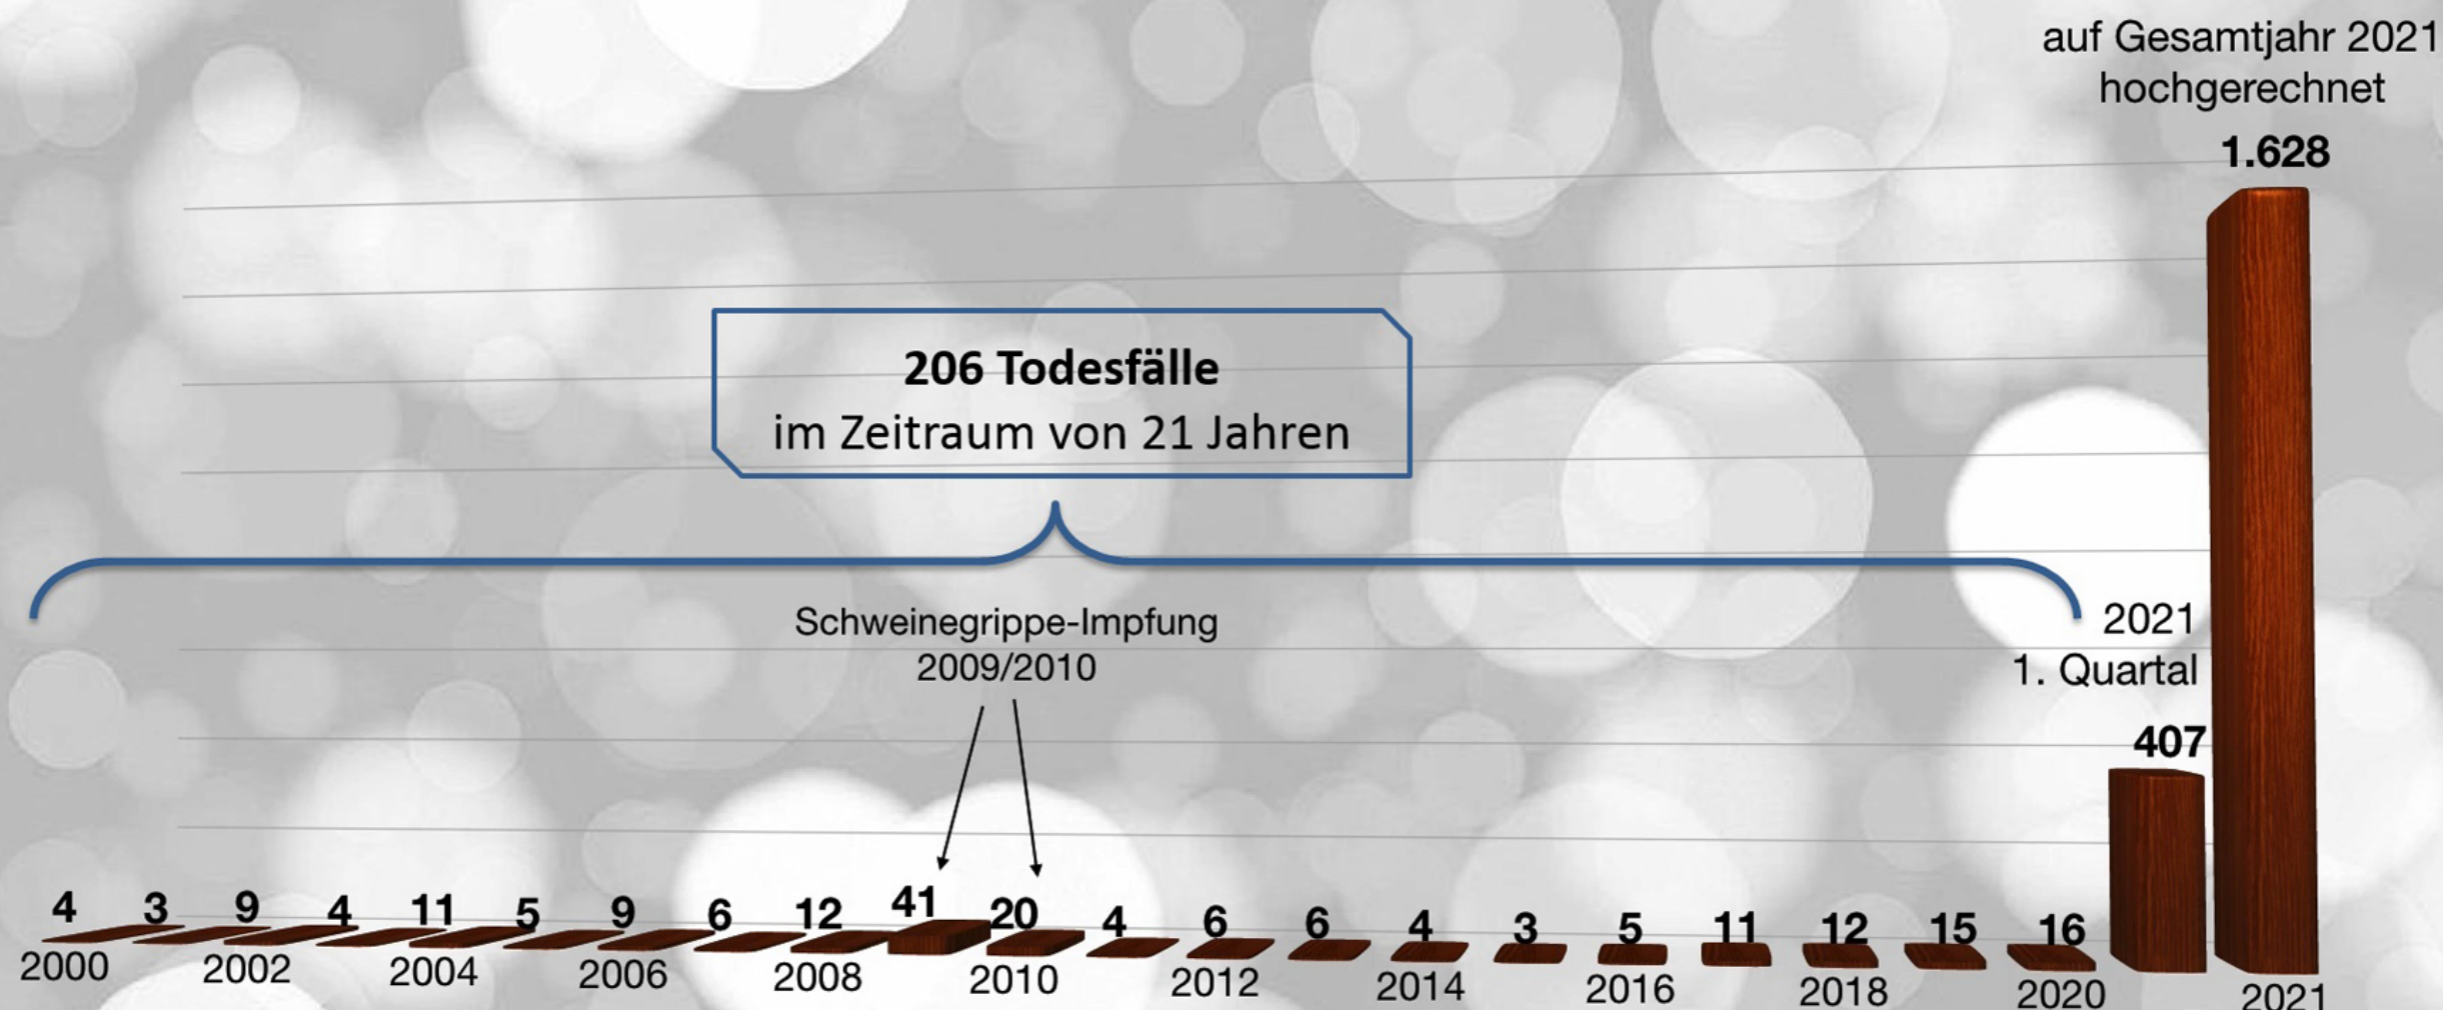 auf Gesamtjahr 2021
hochgerechnet
1.628
206 Todesfälle
im Zeitraum von 21 Jahren
Schweinegrippe-Impfung
2009/2010
2021
1. Quartal
407
4 3 9 4 11 5 9 6 12 41 20 4 6 6 4 3 5 11 12 15 16
2000 2002 2004 2006 2008 2010 2012 2014 2016 2018 2020 2021